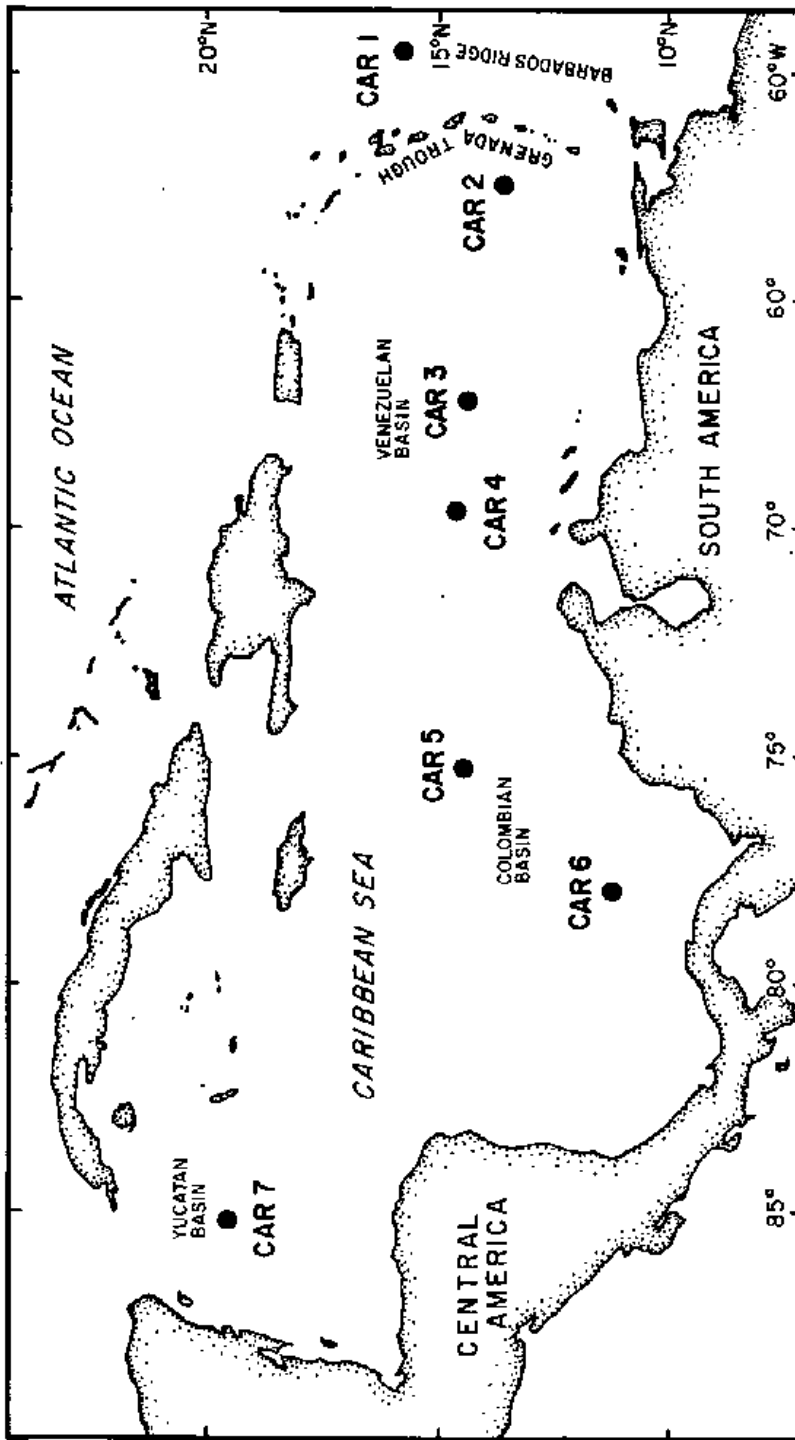 ATLANTIC OCEAN
20°N
CAR 1
15°N
BARBADOS RIDGE
10°N
60°W
GRENADA
TROUGH
CAR 2
60°
VENEZUELAN
BASIN
CAR 3
CAR 4
70°
SOUTH AMERICA
CAR 5
COLOMBIAN
BASIN
75°
CARIBBEAN SEA
CAR 6
80°
YUCATAN
BASIN
CAR 7
85°
CENTRAL
AMERICA